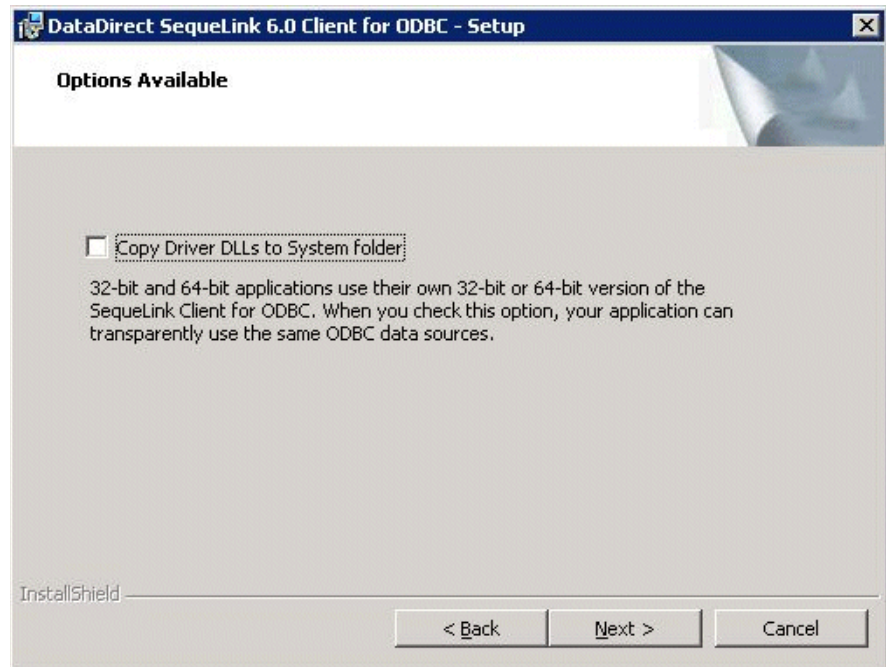 DataDirect SequeLink 6.0 Client for ODBC - Setup
Options Available
Copy Driver DLLs to System folder
32-bit and 64-bit applications use their own 32-bit or 64-bit version of the
SequeLink Client for ODBC. When you check this option, your application can
transparently use the same ODBC data sources.
InstallShield
< Back
Next >
Cancel